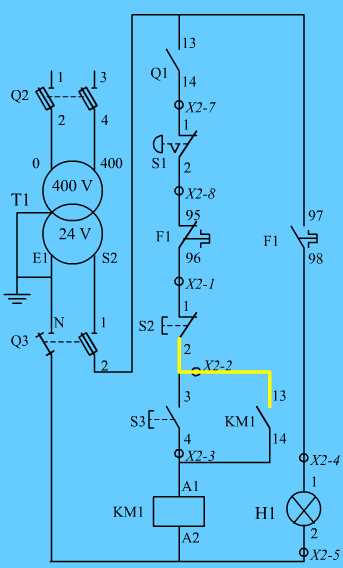 13
Q1
14
X2-7
1 3
Q2
2 4
1
S1
2
0 400
X2-8
400 V
T1
95 97
24 V
F1 F1
E1 S2
96 98
X2-1
1
N 1
S2
Q3
2
2
X2-2
3 13
S3 KM1
4 14
X2-3 X2-4
A1 1
KM1 H1
A2 2
X2-5